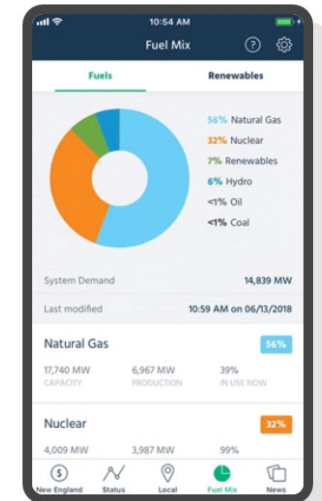 10:54 AM
Fuel Mix
?
Fuels Renewables
56% Natural Gas
32% Nuclear
7% Renewables
6% Hydro
<1% Oil
<1% Coal
System Demand 14,839 MW
Last modified 10:59 AM on 06/13/2018
Natural Gas 56%
17,740 MW 6,967 MW 39%
CAPACITY PRODUCTION IN USE NOW
Nuclear 32%
4,009 MW 3,987 MW 99%
$
New England Status Local Fuel Mix News